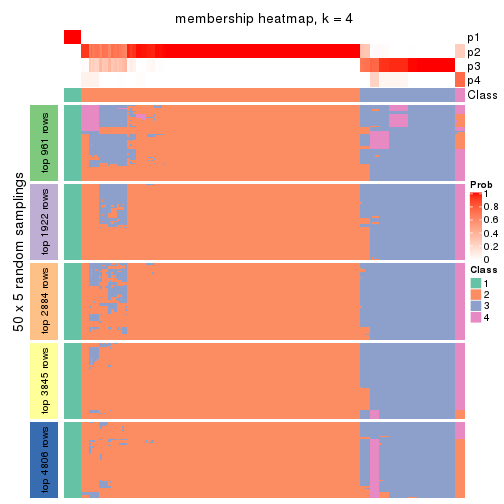 membership heatmap, k = 4
p1
p2
p3
p4
Class
50 x 5 random samplings
top 961 rows
top 1922 rows
top 2884 rows
top 3845 rows
top 4806 rows
Prob
1
0.8
0.6
0.4
0.2
0
Class
1
2
3
4